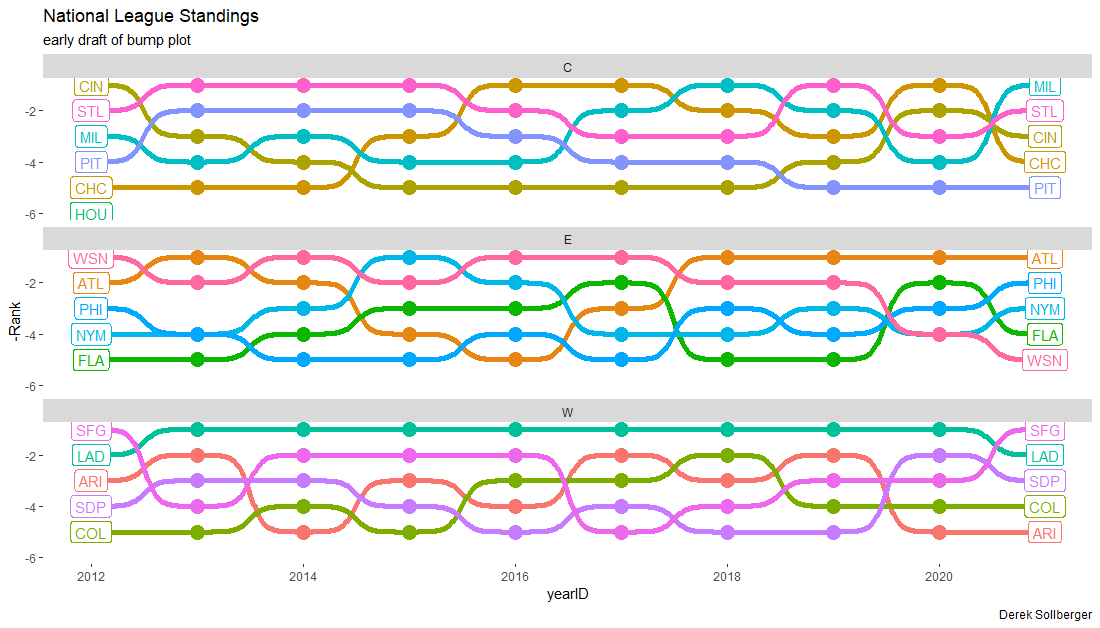 National League Standings
early draft of bump plot
C
CIN
MIL
-2
STL
STL
MIL
CIN
-4
PIT
CHC
CHC
PIT
-6
HOU
E
WSN
ATL
-2
ATL
PHI
PHI
NYM
-4
NYM
FLA
FLA
WSN
-6
-Rank
W
SFG
SFG
-2
LAD
LAD
ARI
SDP
-4
SDP
COL
COL
ARI
-6
2012 2014 2016 2018 2020
yearID
Derek Sollberger